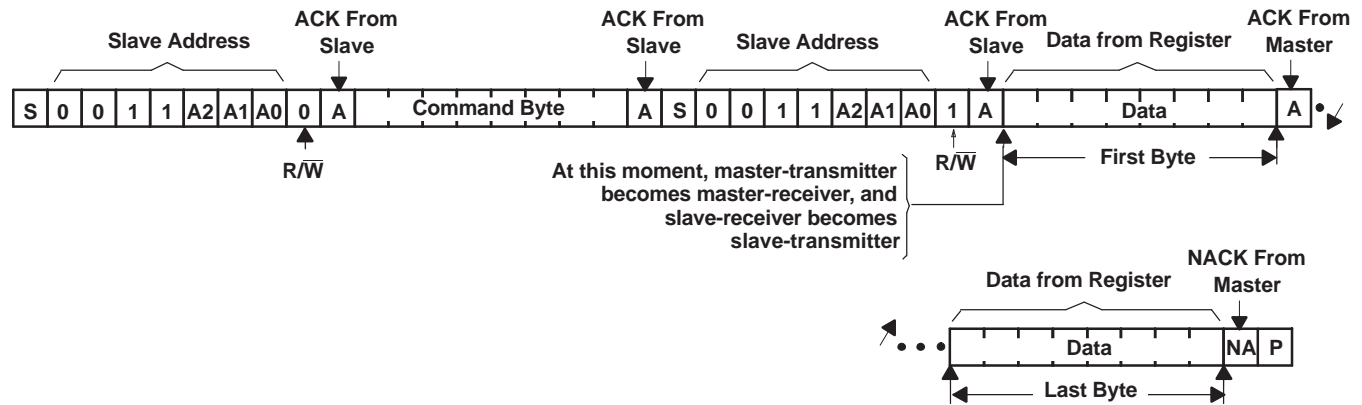 ACK From Slave
Slave Address
ACK From Slave
Slave Address
ACK From Slave
Data from Register
ACK From Master
S 0 0 1 1 A2 A1 A0 0 A Command Byte A S 0 0 1 1 A2 A1 A0 1 A Data A
R/W̅
R/W̅
First Byte
At this moment, master-transmitter
becomes master-receiver, and
slave-receiver becomes
slave-transmitter
Data from Register
NACK From
Master
Data NA P
Last Byte